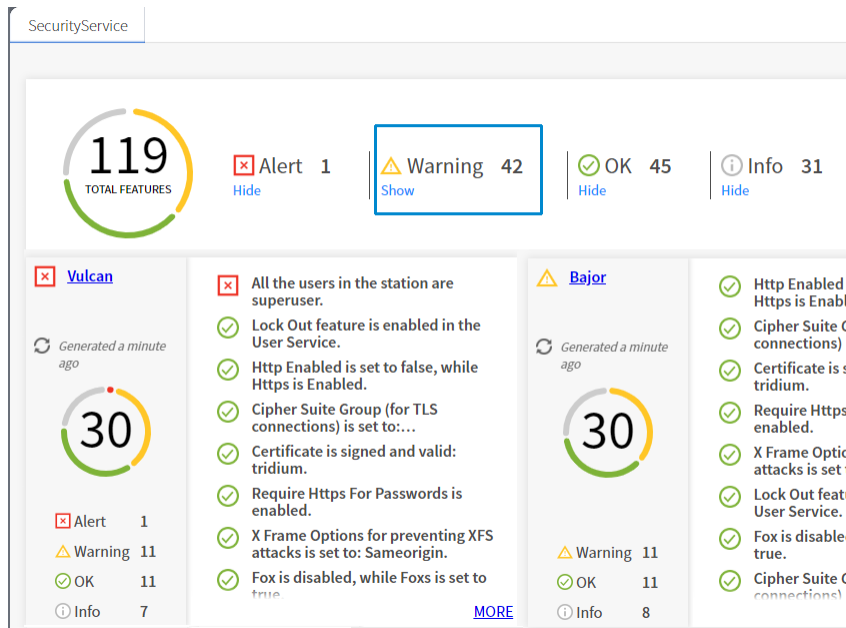 SecurityService
119
TOTAL FEATURES
Alert 1
Hide
Warning 42
Show
OK 45
Hide
Info 31
Hide
Vulcan
Generated a minute
ago
30
Alert 1
Warning 11
OK 11
Info 7
All the users in the station are
superuser.
Lock Out feature is enabled in the
User Service.
Http Enabled is set to false, while
Https is Enabled.
Cipher Suite Group (for TLS
connections) is set to:...
Certificate is signed and valid:
tridium.
Require Https For Passwords is
enabled.
X Frame Options for preventing XFS
attacks is set to: Sameorigin.
Fox is disabled, while Foxs is set to
true.
MORE
Bajor
Generated a minute
ago
30
Warning 11
OK 11
Info 8
Http Enabled
Https is Enabl
Cipher Suite
connections)
Certificate is s
tridium.
Require Https
enabled.
X Frame Optio
attacks is set
Lock Out featu
User Service.
Fox is disable
true.
Cipher Suite
connections)